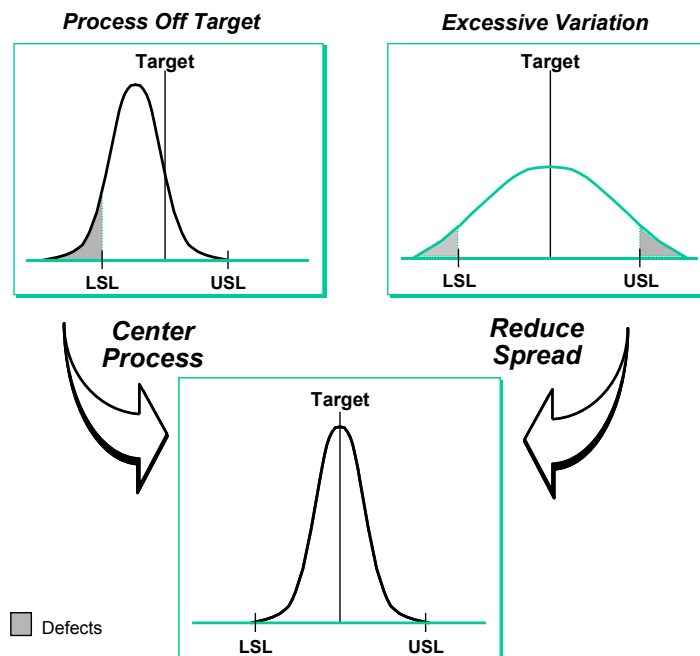 Process Off Target
Excessive Variation
Target
LSL
USL
Target
LSL
USL
Center
Process
Reduce
Spread
Target
LSL
USL
Defects